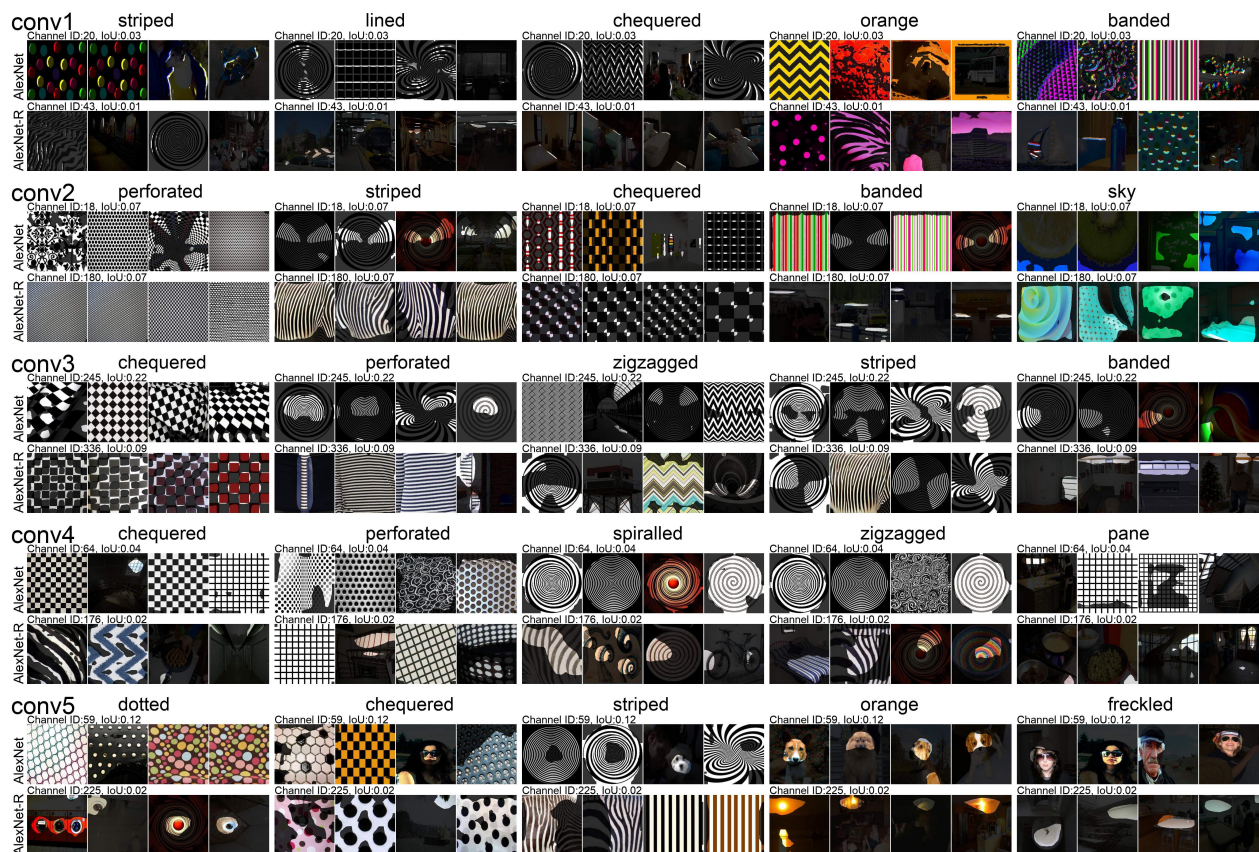 conv1 striped lined chequered orange banded
Channel ID:20, IoU:0.03 Channel ID:20, IoU:0.03 Channel ID:20, IoU:0.03 Channel ID:20, IoU:0.03 Channel ID:20, IoU:0.03
AlexNet
Channel ID:43, IoU:0.01 Channel ID:43, IoU:0.01 Channel ID:43, IoU:0.01 Channel ID:43, IoU:0.01 Channel ID:43, IoU:0.01
AlexNet-R
conv2 perforated striped chequered banded sky
Channel ID:18, IoU:0.07 Channel ID:18, IoU:0.07 Channel ID:18, IoU:0.07 Channel ID:18, IoU:0.07 Channel ID:18, IoU:0.07
AlexNet
Channel ID:180, IoU:0.07 Channel ID:180, IoU:0.07 Channel ID:180, IoU:0.07 Channel ID:180, IoU:0.07 Channel ID:180, IoU:0.07
AlexNet-R
conv3 chequered perforated zigzagged striped banded
Channel ID:245, IoU:0.22 Channel ID:245, IoU:0.22 Channel ID:245, IoU:0.22 Channel ID:245, IoU:0.22 Channel ID:245, IoU:0.22
AlexNet
Channel ID:336, IoU:0.09 Channel ID:336, IoU:0.09 Channel ID:336, IoU:0.09 Channel ID:336, IoU:0.09 Channel ID:336, IoU:0.09
AlexNet-R
conv4 chequered perforated spiralled zigzagged pane
Channel ID:64, IoU:0.04 Channel ID:64, IoU:0.04 Channel ID:64, IoU:0.04 Channel ID:64, IoU:0.04 Channel ID:64, IoU:0.04
AlexNet
Channel ID:176, IoU:0.02 Channel ID:176, IoU:0.02 Channel ID:176, IoU:0.02 Channel ID:176, IoU:0.02 Channel ID:176, IoU:0.02
AlexNet-R
conv5 dotted chequered striped orange freckled
Channel ID:59, IoU:0.12 Channel ID:59, IoU:0.12 Channel ID:59, IoU:0.12 Channel ID:59, IoU:0.12 Channel ID:59, IoU:0.12
AlexNet
Channel ID:225, IoU:0.02 Channel ID:225, IoU:0.02 Channel ID:225, IoU:0.02 Channel ID:225, IoU:0.02 Channel ID:225, IoU:0.02
AlexNet-R